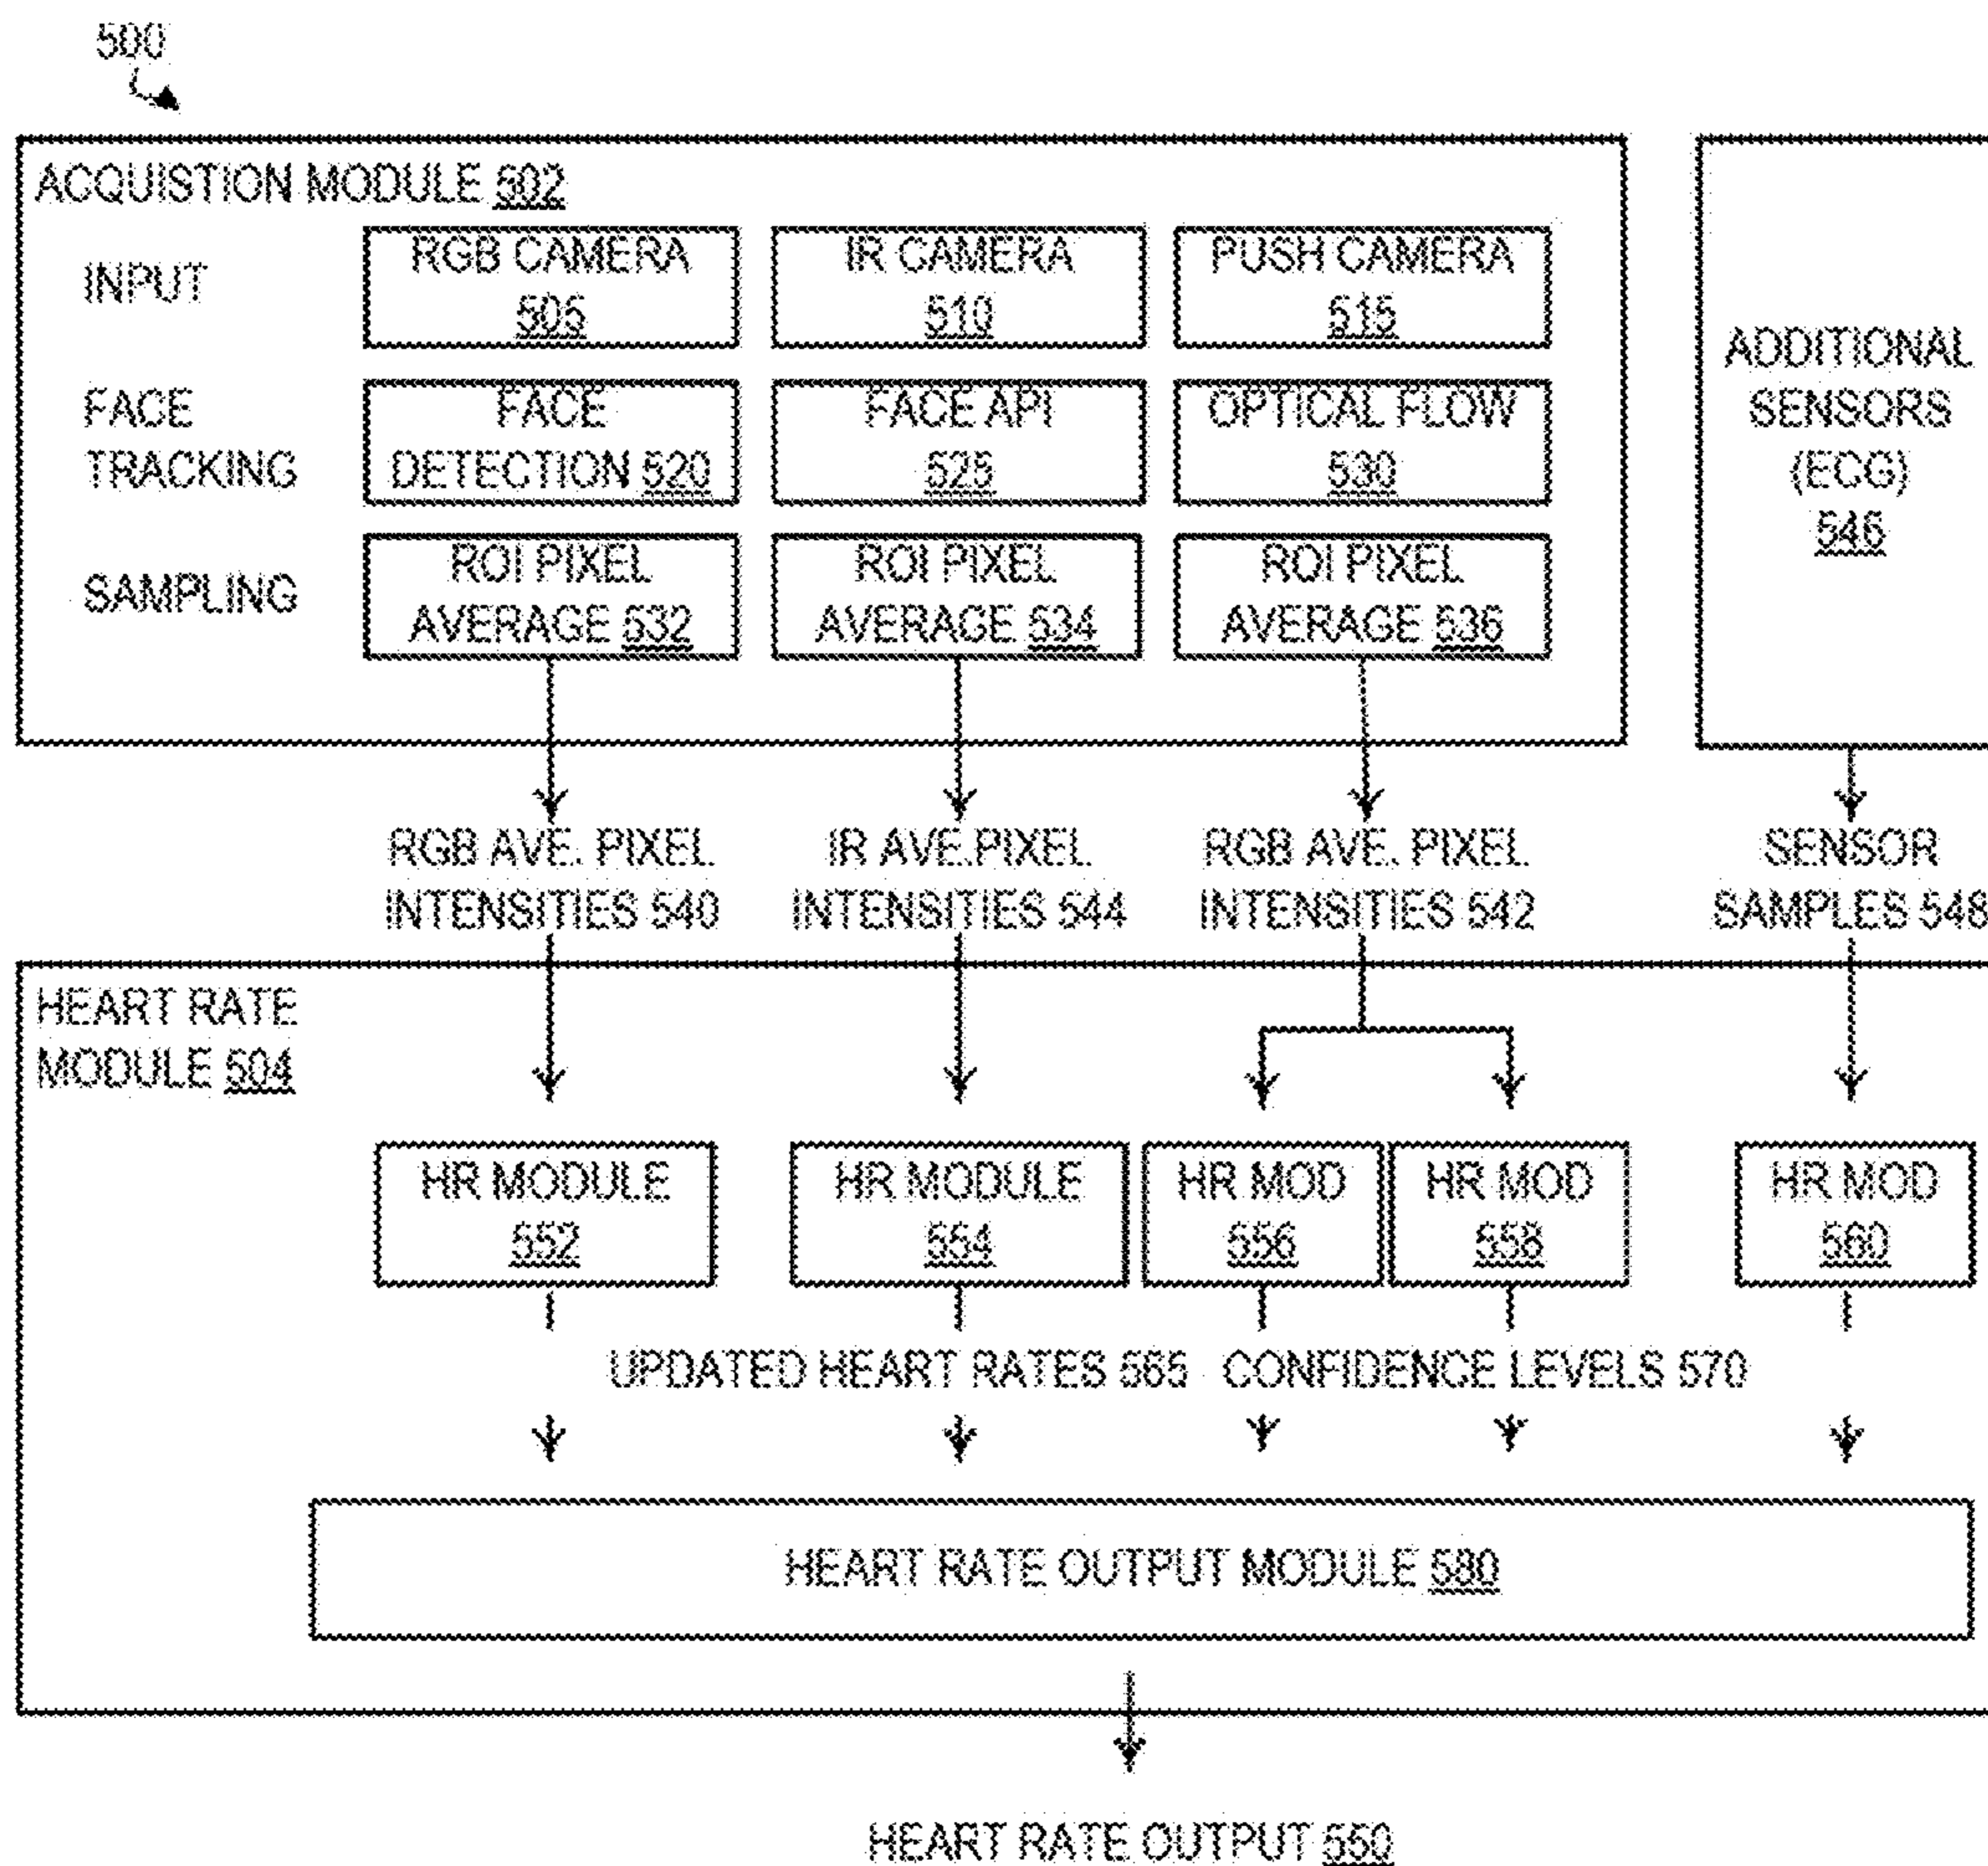 500
ACQUISTION MODULE 502
INPUT
RGB CAMERA
505
IR CAMERA
510
PUSH CAMERA
515
FACE
TRACKING
FACE
DETECTION 520
FACE API
525
OPTICAL FLOW
530
SAMPLING
ROI PIXEL
AVERAGE 532
ROI PIXEL
AVERAGE 534
ROI PIXEL
AVERAGE 536
ADDITIONAL
SENSORS
(ECG)
546
RGB AVE. PIXEL
INTENSITIES 540
IR AVE.PIXEL
INTENSITIES 544
RGB AVE. PIXEL
INTENSITIES 542
SENSOR
SAMPLES 548
HEART RATE
MODULE 504
HR MODULE
552
HR MODULE
554
HR MOD
556
HR MOD
558
HR MOD
560
UPDATED HEART RATES 565 CONFIDENCE LEVELS 570
HEART RATE OUTPUT MODULE 580
HEART RATE OUTPUT 550